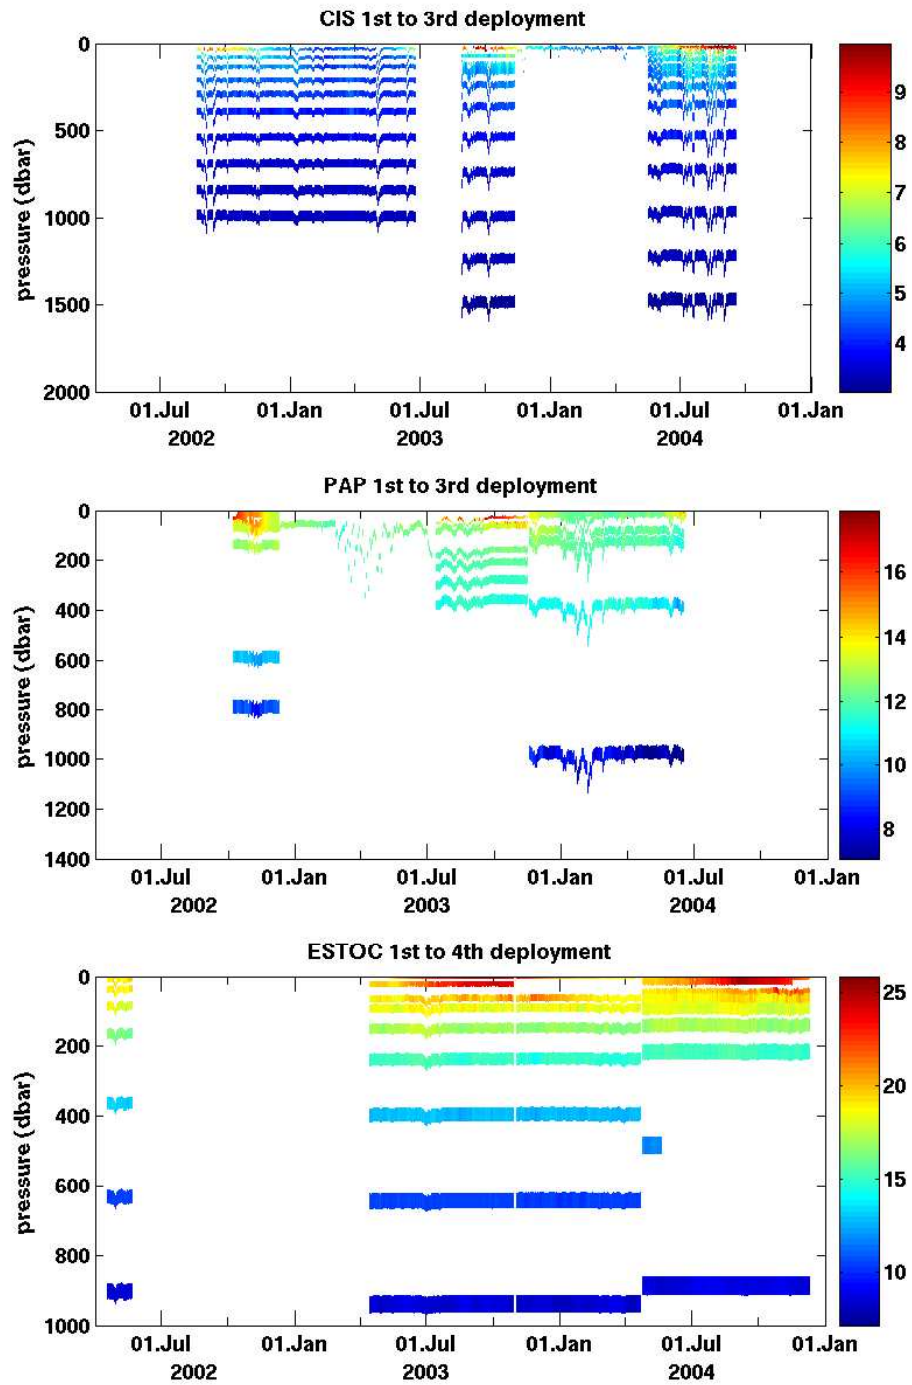 CIS 1st to 3rd deployment
0
500
1000
1500
2000
pressure (dbar)
01.Jul 01.Jan 01.Jul 01.Jan 01.Jul 01.Jan
2002 2003 2004
9
8
7
6
5
4
PAP 1st to 3rd deployment
0
200
400
600
800
1000
1200
1400
pressure (dbar)
01.Jul 01.Jan 01.Jul 01.Jan 01.Jul 01.Jan
2002 2003 2004
16
14
12
10
8
ESTOC 1st to 4th deployment
0
200
400
600
800
1000
pressure (dbar)
01.Jul 01.Jan 01.Jul 01.Jan 01.Jul 01.Jan
2002 2003 2004
25
20
15
10